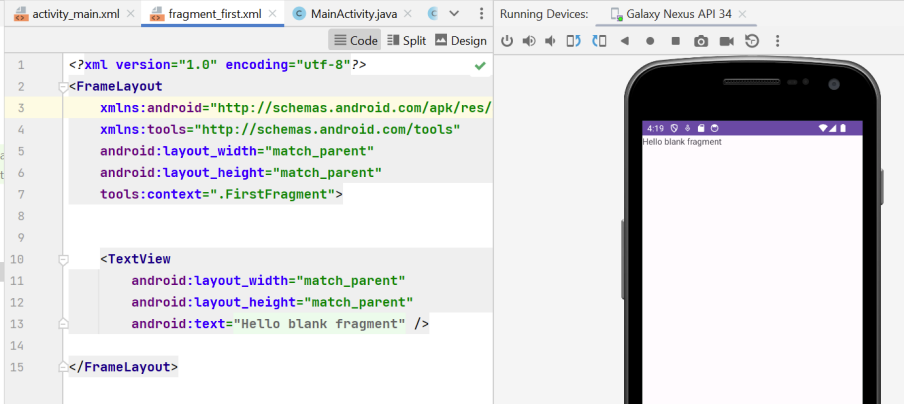 activity_main.xml fragment_first.xml MainActivity.java
Running Devices: Galaxy Nexus API 34
Code Split Design
1 <?xml version="1.0" encoding="utf-8"?>
2 <FrameLayout
3 xmlns:android="http://schemas.android.com/apk/res/
4 xmlns:tools="http://schemas.android.com/tools"
5 android:layout_width="match_parent"
6 android:layout_height="match_parent"
7 tools:context=".FirstFragment">
8
9
10 <TextView
11 android:layout_width="match_parent"
12 android:layout_height="match_parent"
13 android:text="Hello blank fragment" />
14
15 </FrameLayout>
4:19
Hello blank fragment